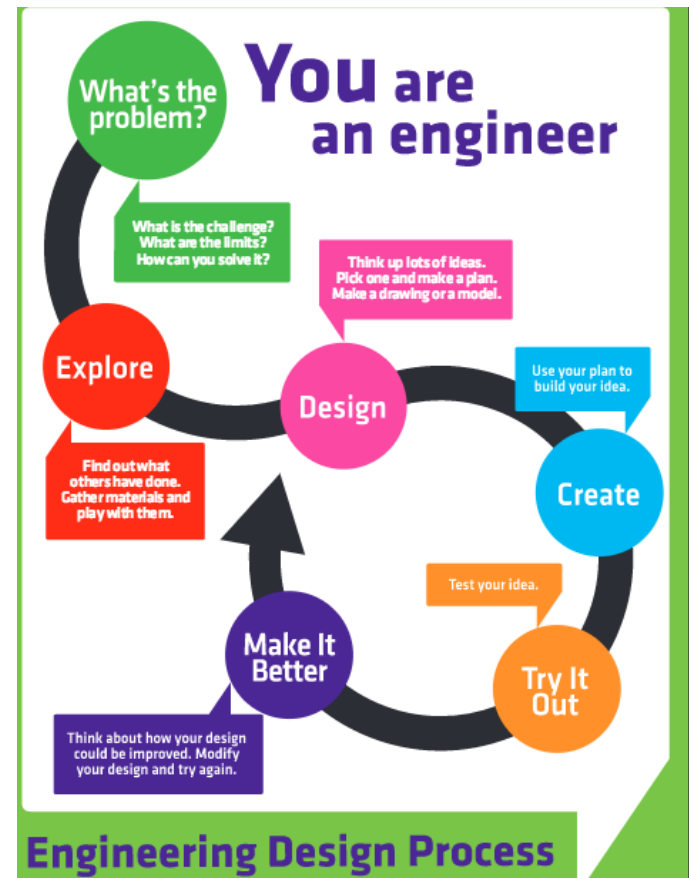 You are
an engineer
What's the
problem?
What is the challenge?
What are the limits?
How can you solve it?
Explore
Find out what
others have done.
Gather materials and
play with them.
Think up lots of ideas.
Pick one and make a plan.
Make a drawing or a model.
Design
Use your plan to
build your idea.
Create
Test your idea.
Try It
Out
Make It
Better
Think about how your design
could be improved. Modify
your design and try again.
Engineering Design Process